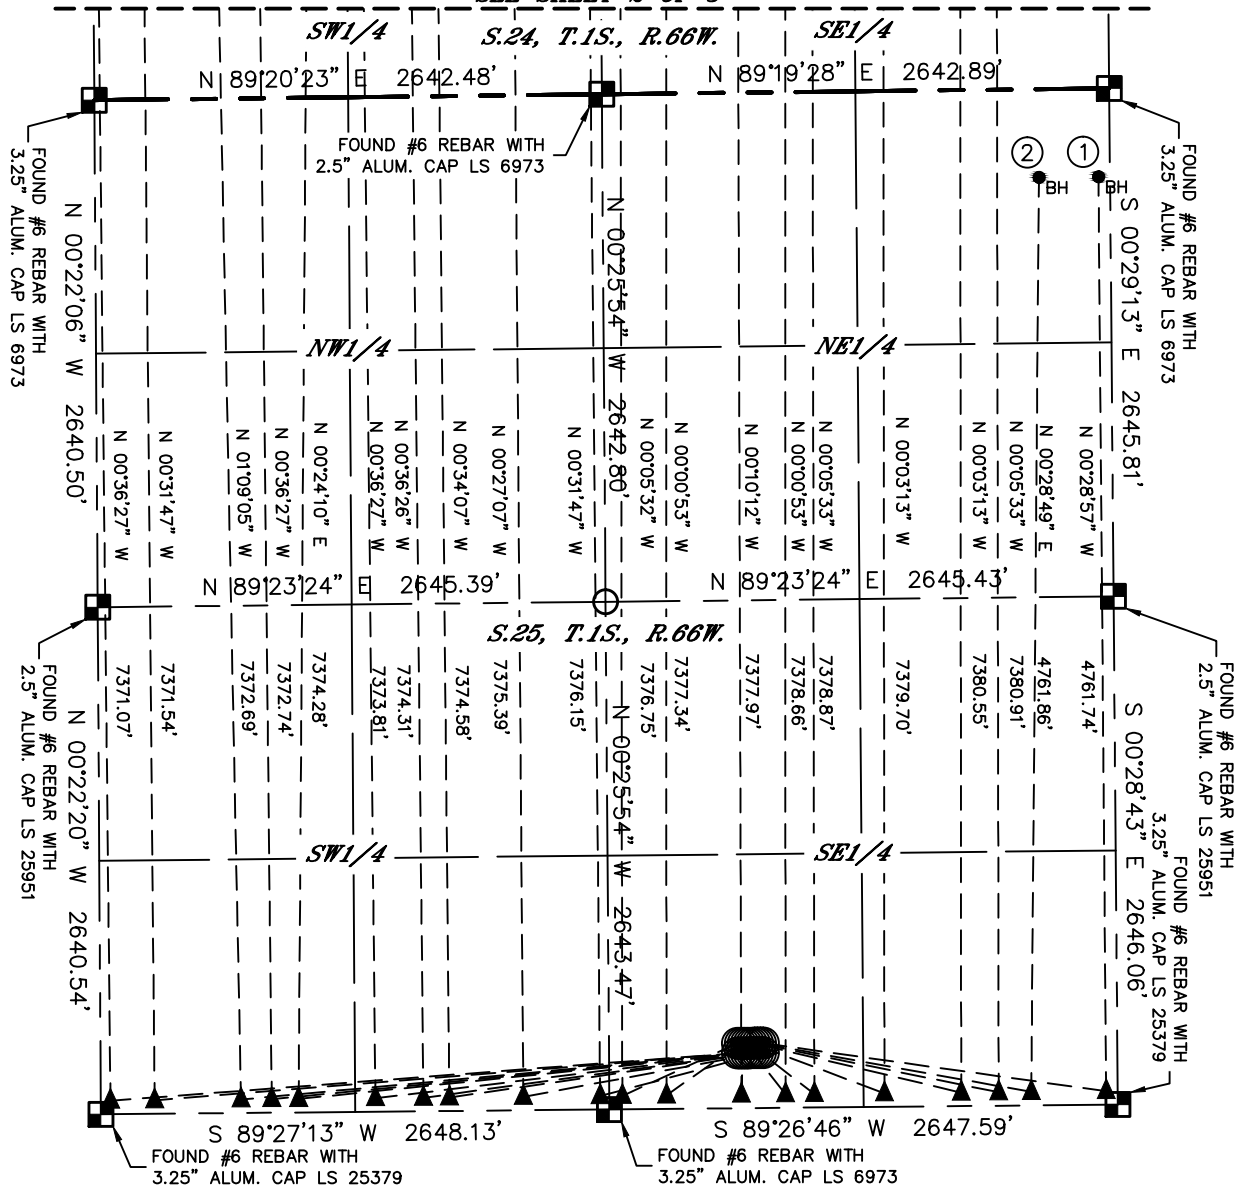 SW1/4
SE1/4
S.24, T.1S., R.66W.
N 89°20'23" E 2642.48'
N 89°19'28" E 2642.89'
FOUND #6 REBAR WITH
2.5" ALUM. CAP LS 6973
FOUND #6 REBAR WITH
3.25" ALUM. CAP LS 6973
FOUND #6 REBAR WITH
3.25" ALUM. CAP LS 6973
2
1
BH
BH
N 00°22'06" W 2640.50'
N 00°25'54" W 2642.80'
S 00°29'13" E 2645.81'
NW1/4
NE1/4
N 00°36'27" W
N 00°31'47" W
N 01°09'05" W
N 00°36'27" W
N 00°24'10" E
N 00°36'27" W
N 00°36'26" W
N 00°34'07" W
N 00°27'07" W
N 00°31'47" W
N 00°05'32" W
N 00°00'53" W
N 00°10'12" W
N 00°00'53" W
N 00°05'33" W
N 00°03'13" W
N 00°03'13" W
N 00°05'33" W
N 00°28'49" E
N 00°28'57" W
N 89°23'24" E 2645.39'
N 89°23'24" E 2645.43'
S.25, T.1S., R.66W.
7371.07'
7371.54'
7372.69'
7372.74'
7374.28'
7373.81'
7374.31'
7374.58'
7375.39'
7376.15'
7376.75'
7377.34'
7377.97'
7378.66'
7378.87'
7379.70'
7380.55'
7380.91'
4761.86'
4761.74'
FOUND #6 REBAR WITH
2.5" ALUM. CAP LS 25951
FOUND #6 REBAR WITH
2.5" ALUM. CAP LS 25951
N 00°22'20" W 2640.54'
N 00°25'54" W 2643.47'
S 00°28'43" E 2646.06'
SW1/4
SE1/4
FOUND #6 REBAR WITH
3.25" ALUM. CAP LS 25379
S 89°27'13" W 2648.13'
S 89°26'46" W 2647.59'
FOUND #6 REBAR WITH
3.25" ALUM. CAP LS 25379
FOUND #6 REBAR WITH
3.25" ALUM. CAP LS 6973